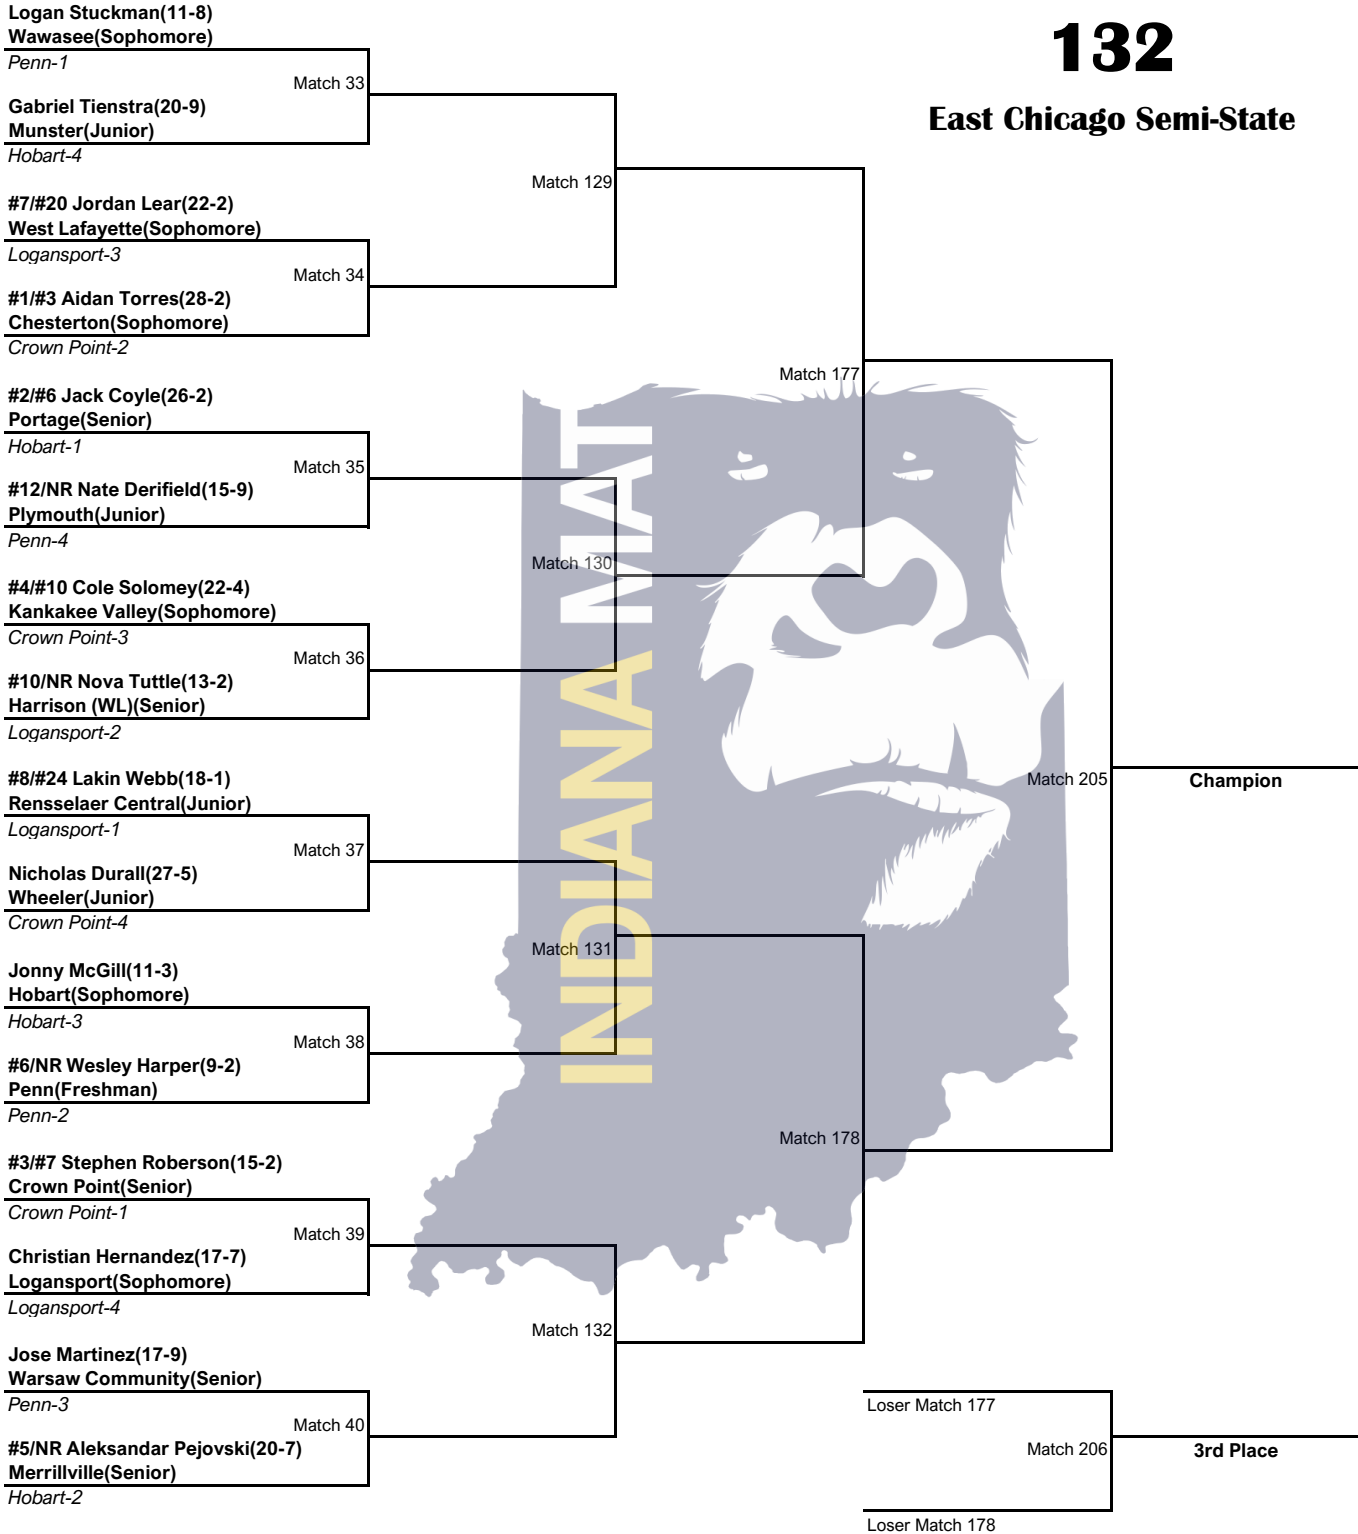 132
East Chicago Semi-State
Logan Stuckman(11-8)
Wawasee(Sophomore)
Penn-1
Match 33
Gabriel Tienstra(20-9)
Munster(Junior)
Hobart-4
Match 129
#7/#20 Jordan Lear(22-2)
West Lafayette(Sophomore)
Logansport-3
Match 34
#1/#3 Aidan Torres(28-2)
Chesterton(Sophomore)
Crown Point-2
Match 177
#2/#6 Jack Coyle(26-2)
Portage(Senior)
Hobart-1
Match 35
#12/NR Nate Derifield(15-9)
Plymouth(Junior)
Penn-4
Match 130
#4/#10 Cole Solomey(22-4)
Kankakee Valley(Sophomore)
Crown Point-3
Match 36
#10/NR Nova Tuttle(13-2)
Harrison (WL)(Senior)
Logansport-2
INDIANA MAT
Match 205
Champion
#8/#24 Lakin Webb(18-1)
Rensselaer Central(Junior)
Logansport-1
Match 37
Nicholas Durall(27-5)
Wheeler(Junior)
Crown Point-4
Match 131
Jonny McGill(11-3)
Hobart(Sophomore)
Hobart-3
Match 38
#6/NR Wesley Harper(9-2)
Penn(Freshman)
Penn-2
Match 178
#3/#7 Stephen Roberson(15-2)
Crown Point(Senior)
Crown Point-1
Match 39
Christian Hernandez(17-7)
Logansport(Sophomore)
Logansport-4
Match 132
Jose Martinez(17-9)
Warsaw Community(Senior)
Penn-3
Match 40
#5/NR Aleksandar Pejovski(20-7)
Merrillville(Senior)
Hobart-2
Loser Match 177
Match 206
3rd Place
Loser Match 178